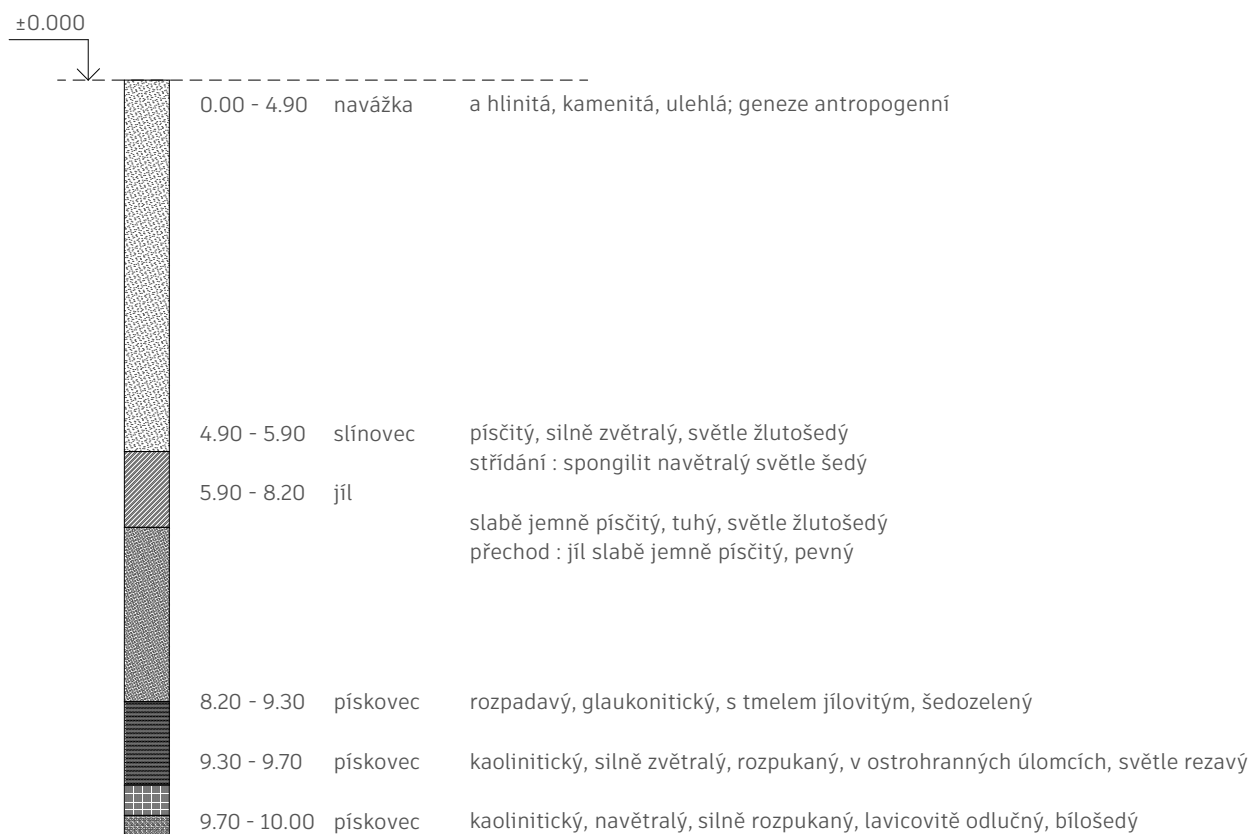 ±0.000
0.00 - 4.90 navážka a hlinitá, kamenitá, ulehlá; geneze antropogenní
4.90 - 5.90 slínovec písčitý, silně zvětralý, světle žlutošedý
střídání : spongilit navětralý světle šedý
5.90 - 8.20 jíl
slabě jemně písčitý, tuhý, světle žlutošedý
přechod : jíl slabě jemně písčitý, pevný
8.20 - 9.30 pískovec rozpadavý, glaukonitický, s tmelem jílovitým, šedozelený
9.30 - 9.70 pískovec kaolinitický, silně zvětralý, rozpukaný, v ostrohranných úlomcích, světle rezavý
9.70 - 10.00 pískovec kaolinitický, navětralý, silně rozpukaný, lavicovitě odlučný, bílošedý